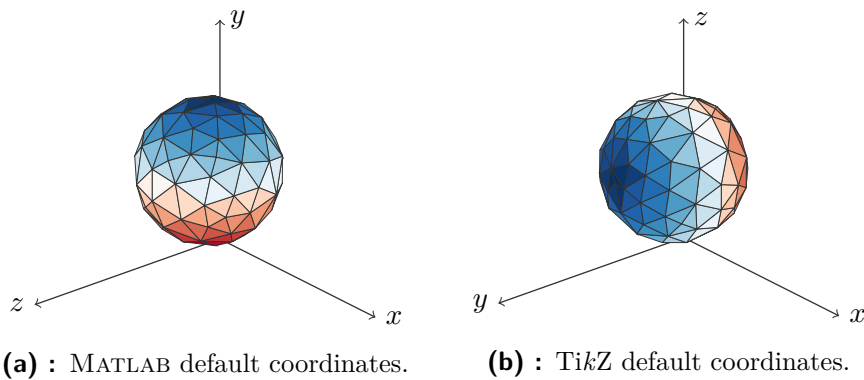 y
z
z
x
y
x
(a) : MATLAB default coordinates.
(b) : TikZ default coordinates.